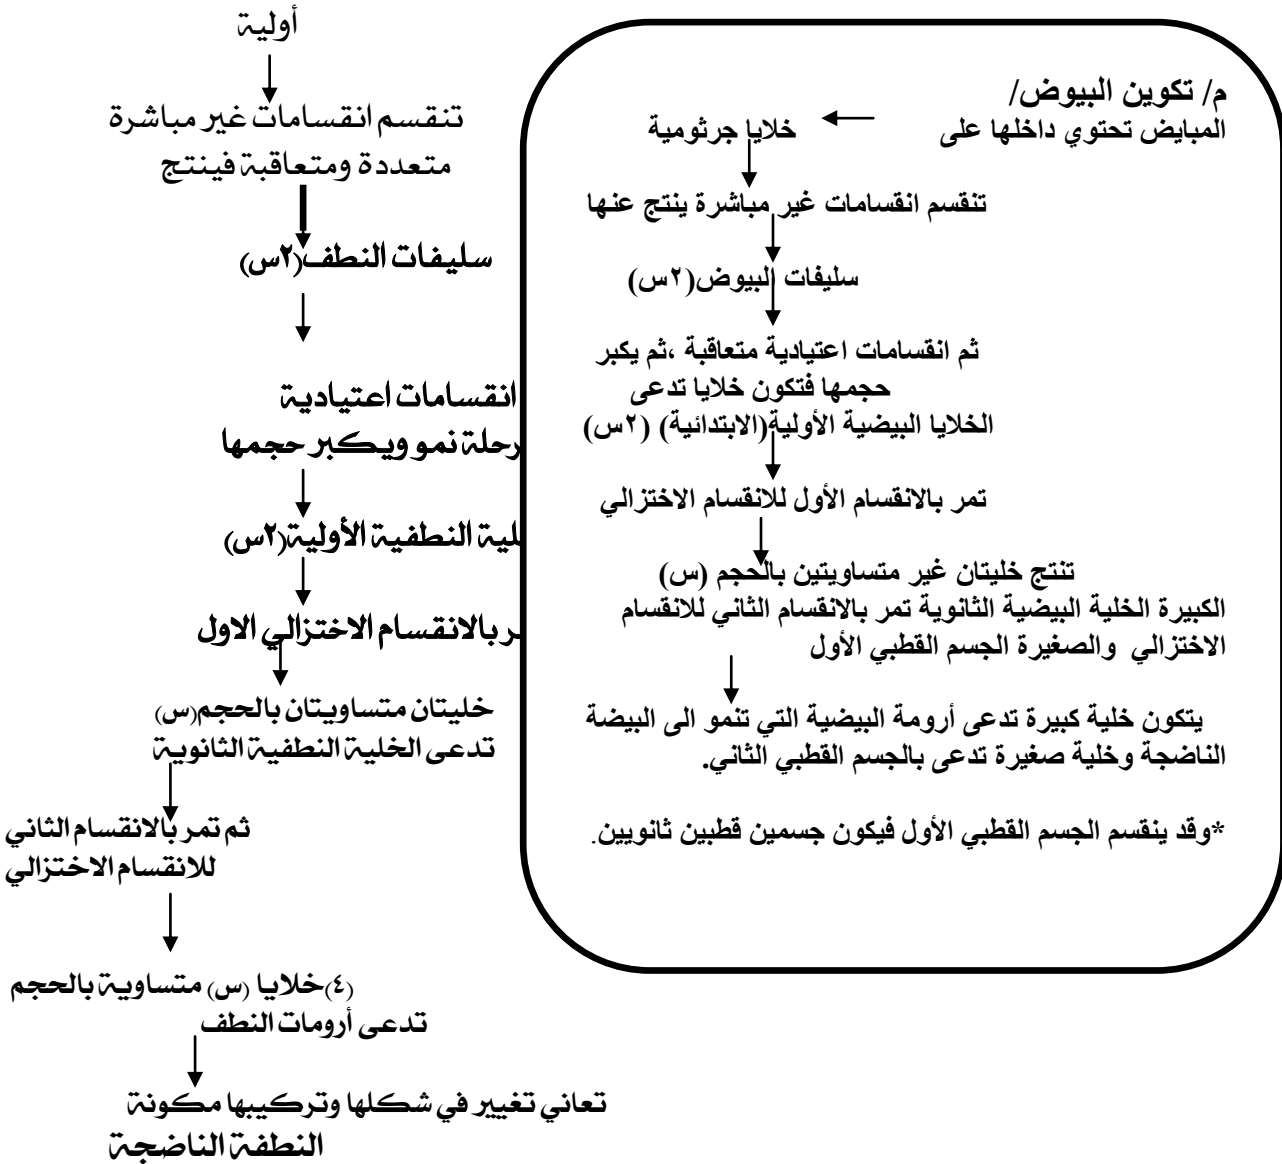 م/ تكوين البيوض/
المبايض تحتوي داخلها على
خلايا جرثومية
تنقسم انقسامات غير مباشرة ينتج عنها
سليفات البيوض(٢س)
ثم انقسامات اعتيادية متعاقبة ،ثم يكبر
حجمها فتكون خلايا تدعى
الخلايا البيضية الأولية(الابتدائية) (٢س)
تمر بالانقسام الأول للانقسام الاختزالي
تنتج خليتان غير متساويتين بالحجم (س)
الكبيرة الخلية البيضية الثانوية تمر بالانقسام الثاني للانقسام
الاختزالي والصغيرة الجسم القطبي الأول
يتكون خلية كبيرة تدعى أرومة البيضية التي تنمو الى البيضة
الناضجة وخلية صغيرة تدعى بالجسم القطبي الثاني.
*وقد ينقسم الجسم القطبي الأول فيكون جسمين قطبين ثانويين.
أولية
تنقسم انقسامات غير مباشرة
متعددة ومتعاقبة فينتج
سليفات النطف(٢س)
انقسامات اعتيادية
رحلة نمو ويكبر حجمها
لية النطفية الأولية(٢س)
ر بالانقسام الاختزالي الاول
خليتان متساويتان بالحجم(س)
تدعى الخلية النطفية الثانوية
ثم تمر بالانقسام الثاني
للانقسام الاختزالي
(٤)خلايا (س) متساوية بالحجم
تدعى أرومات النطف
تعاني تغيير في شكلها وتركيبها مكونة
النطفة الناضجة